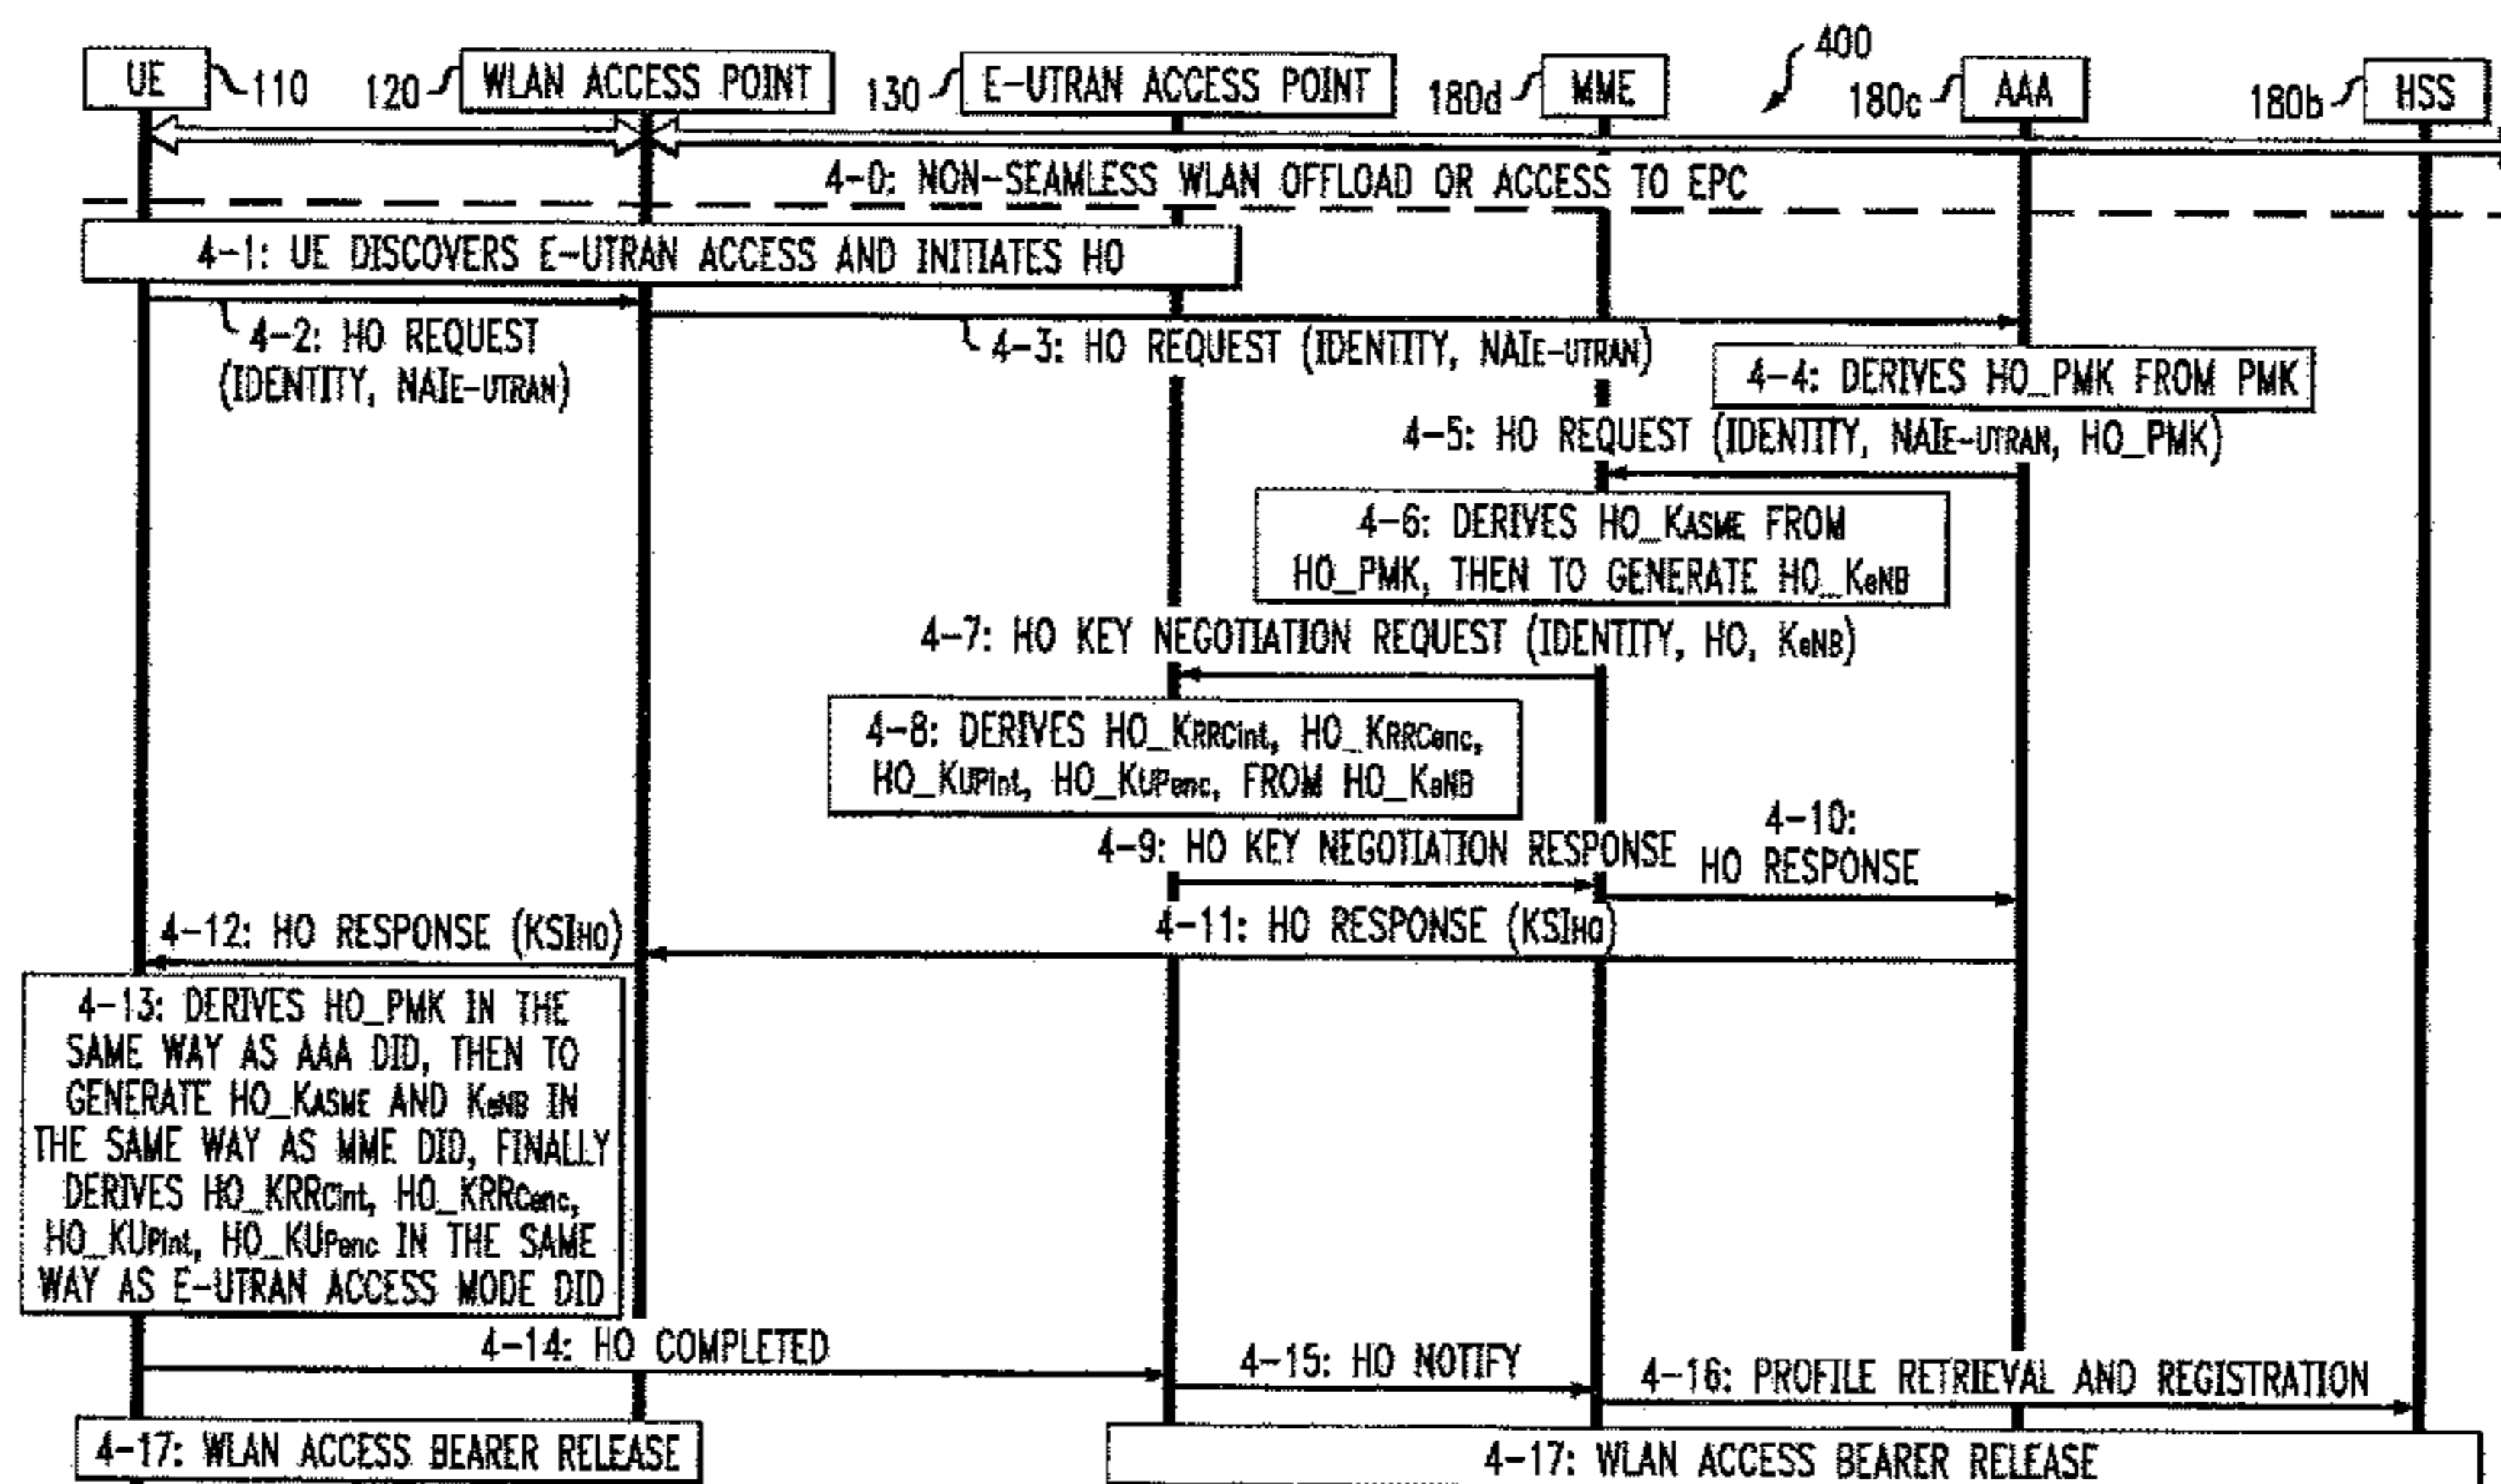 400
UE 110 120 WLAN ACCESS POINT 130 E-UTRAN ACCESS POINT 180d MME 180c AAA 180b HSS
4-0: NON-SEAMLESS WLAN OFFLOAD OR ACCESS TO EPC
4-1: UE DISCOVERS E-UTRAN ACCESS AND INITIATES HO
4-2: HO REQUEST
(IDENTITY, NAIE-UTRAN)
4-3: HO REQUEST (IDENTITY, NAIE-UTRAN)
4-4: DERIVES HO_PMK FROM PMK
4-5: HO REQUEST (IDENTITY, NAIE-UTRAN, HO_PMK)
4-6: DERIVES HO_KASME FROM
HO_PMK, THEN TO GENERATE HO_KeNB
4-7: HO KEY NEGOTIATION REQUEST (IDENTITY, HO, KeNB)
4-8: DERIVES HO_KRRCint, HO_KRRCenc,
HO_KUPint, HO_KUPenc, FROM HO_KeNB
4-9: HO KEY NEGOTIATION RESPONSE
4-10:
HO RESPONSE
4-11: HO RESPONSE (KSIHO)
4-12: HO RESPONSE (KSIHO)
4-13: DERIVES HO_PMK IN THE
SAME WAY AS AAA DID, THEN TO
GENERATE HO_KASME AND KeNB IN
THE SAME WAY AS MME DID, FINALLY
DERIVES HO_KRRCint, HO_KRRCenc,
HO_KUPint, HO_KUPenc IN THE SAME
WAY AS E-UTRAN ACCESS MODE DID
4-14: HO COMPLETED
4-15: HO NOTIFY
4-16: PROFILE RETRIEVAL AND REGISTRATION
4-17: WLAN ACCESS BEARER RELEASE
4-17: WLAN ACCESS BEARER RELEASE